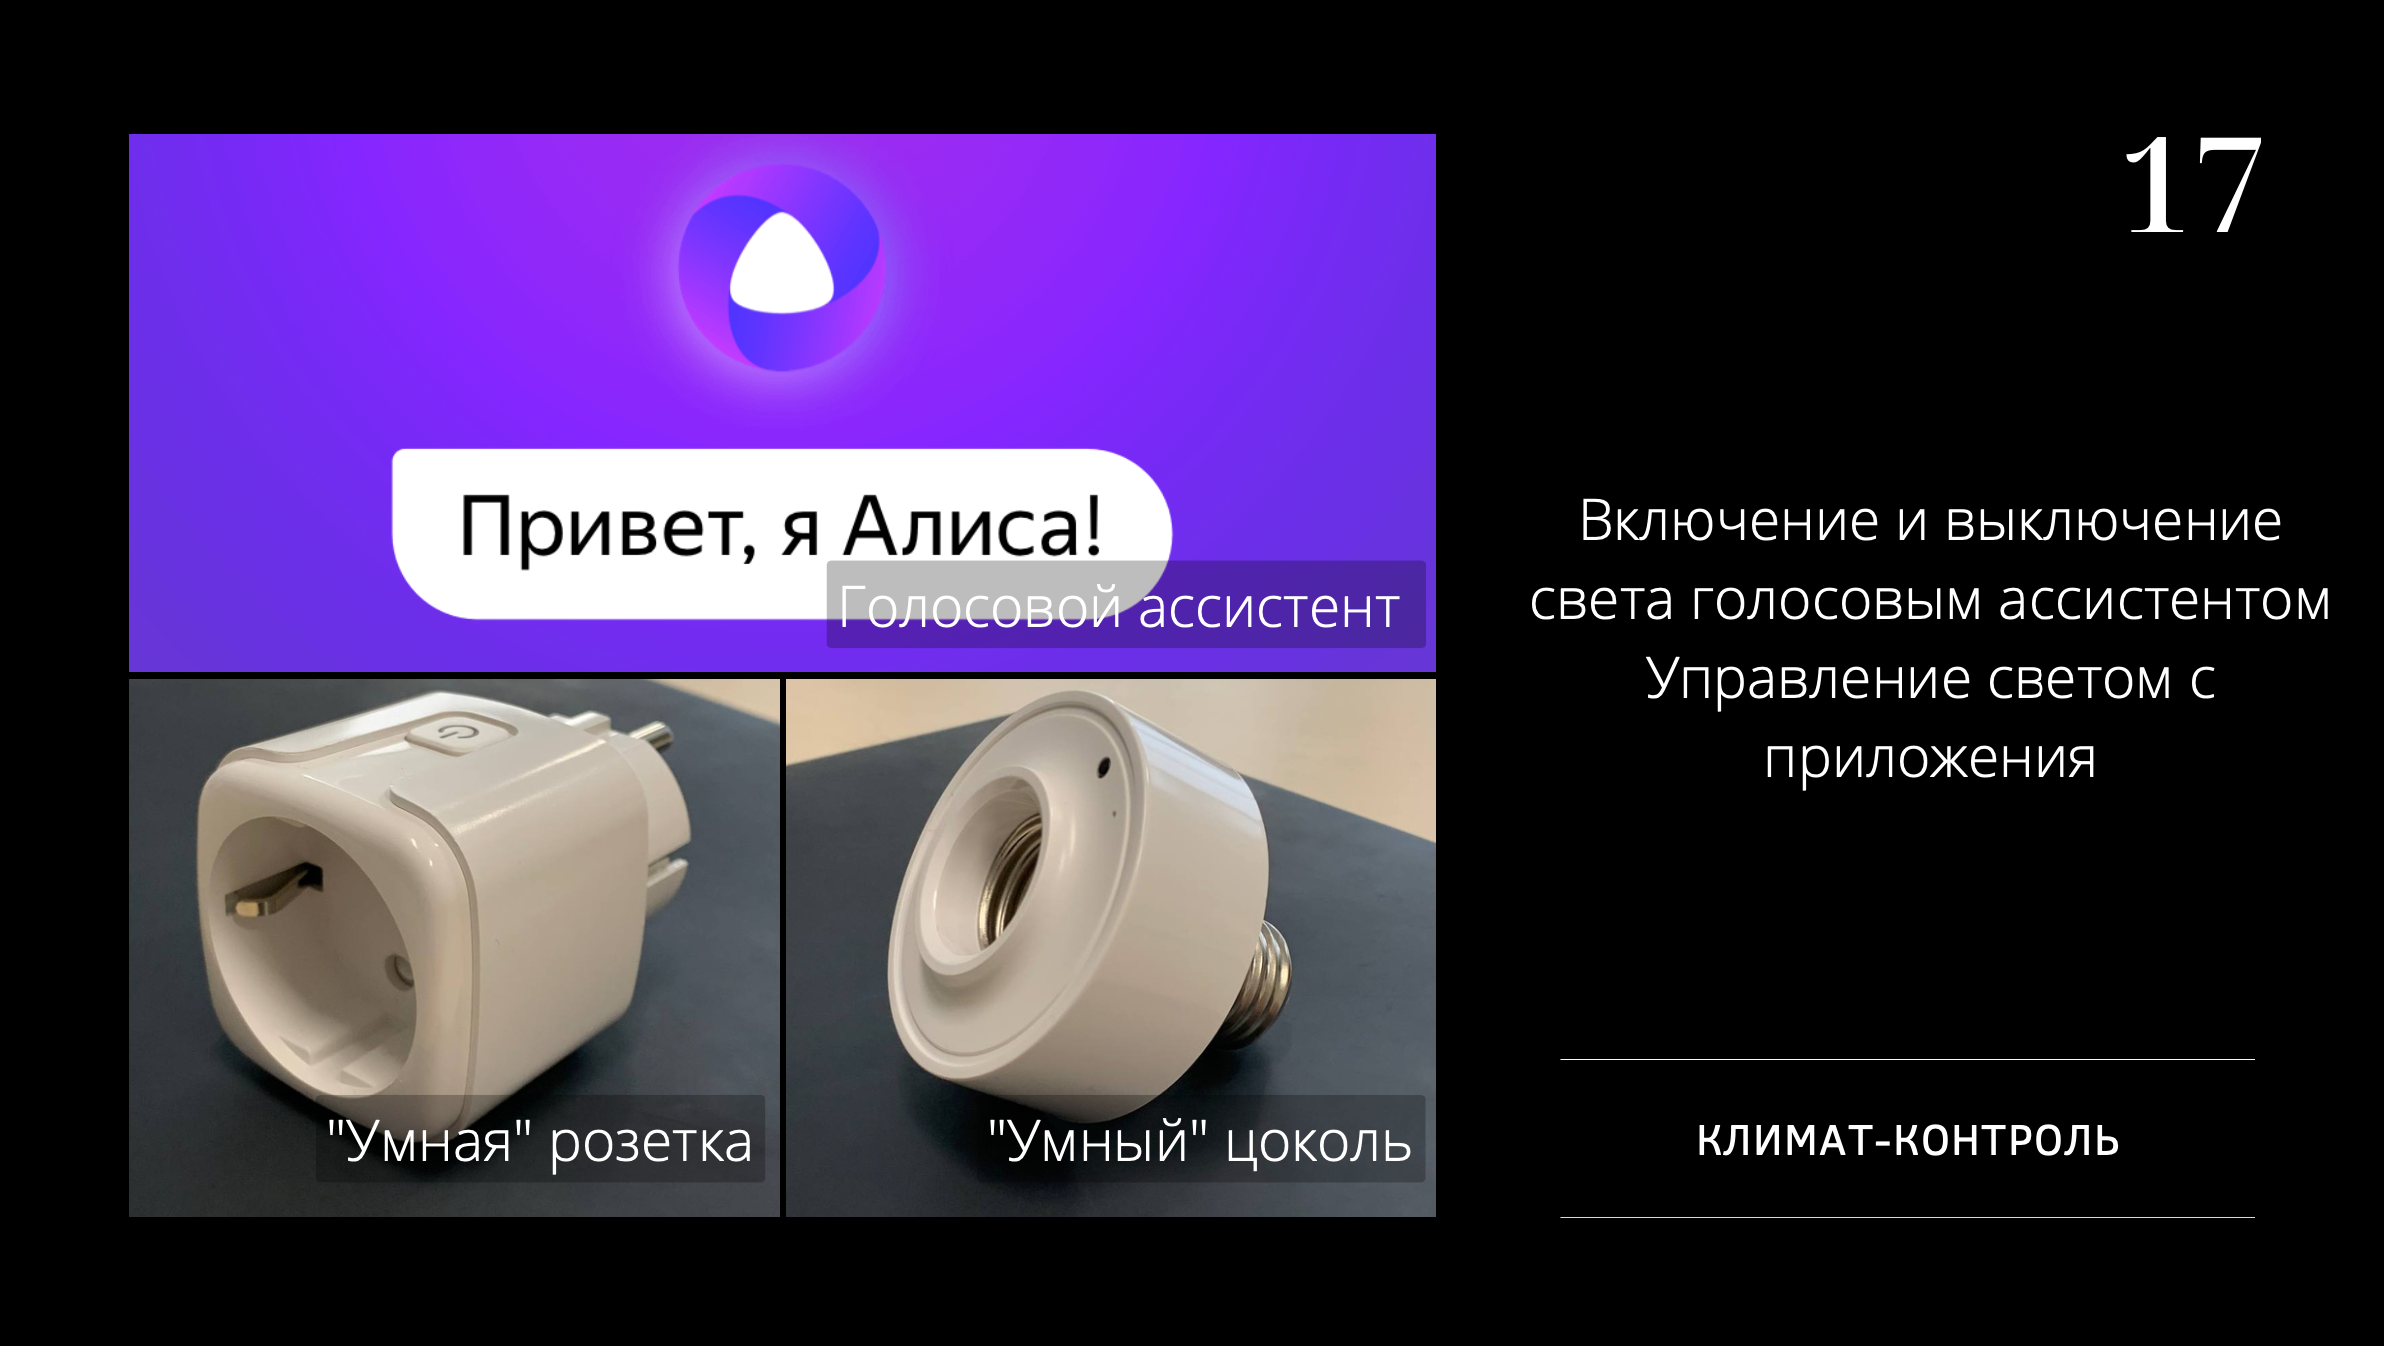 17
Привет, я Алиса!
Голосовой ассистент
"Умная" розетка
"Умный" цоколь
Включение и выключение
света голосовым ассистентом
Управление светом с
приложения
КЛИМАТ-КОНТРОЛЬ